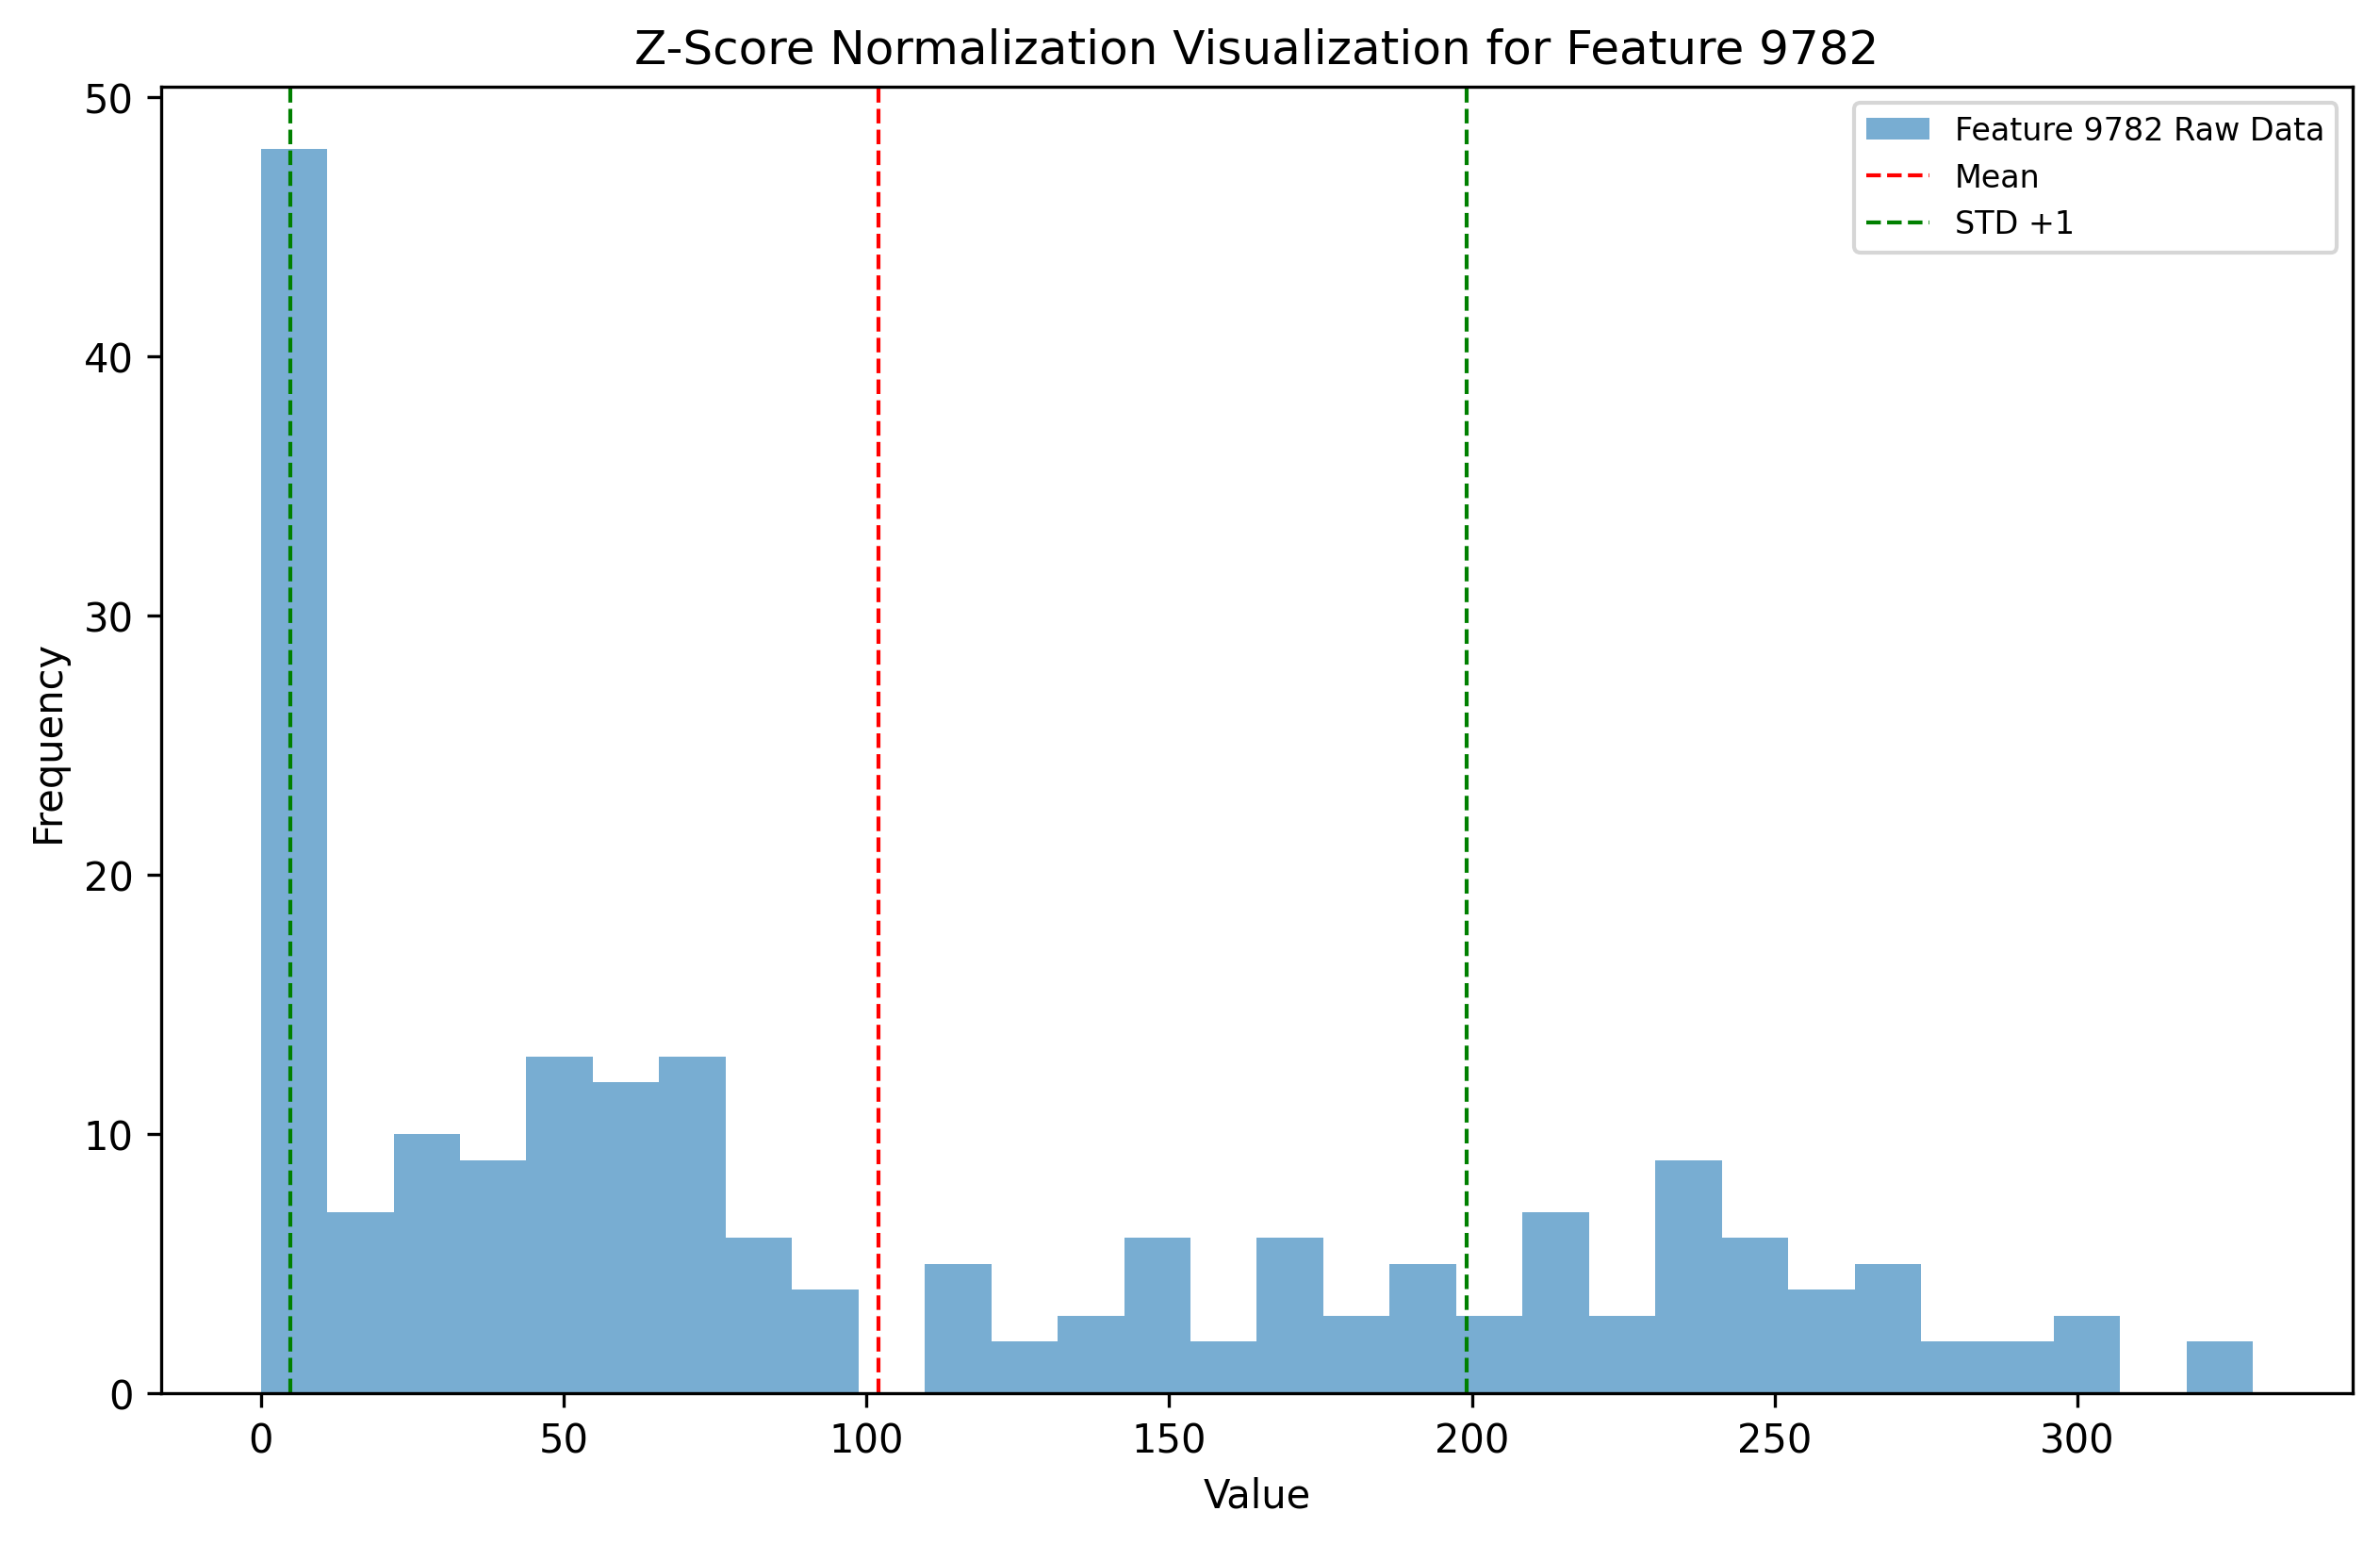 Z-Score Normalization Visualization for Feature 9782
Feature 9782 Raw Data
Mean
STD +1
50
40
30
20
10
0
Frequency
0 50 100 150 200 250 300
Value